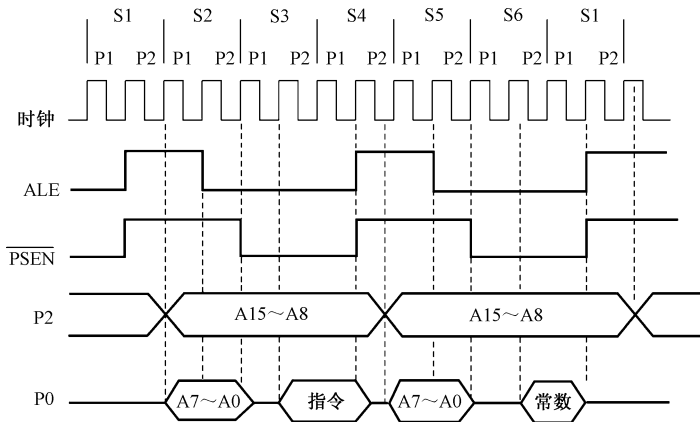 S1 S2 S3 S4 S5 S6 S1
P1 P2 P1 P2 P1 P2 P1 P2 P1 P2 P1 P2 P1 P2
时钟
ALE
PSEN
P2 A15～A8 A15～A8
P0 A7～A0 指令 A7～A0 常数